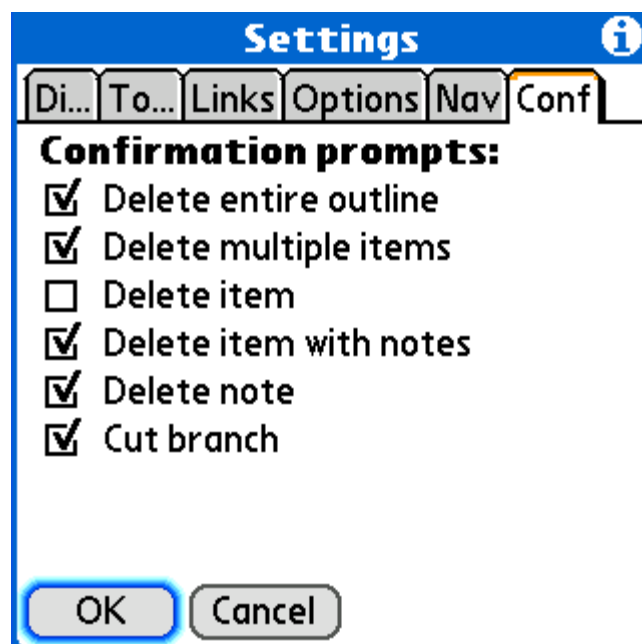 Settings
Di... To... Links Options Nav Conf
Confirmation prompts:
Delete entire outline
Delete multiple items
Delete item
Delete item with notes
Delete note
Cut branch
OK Cancel